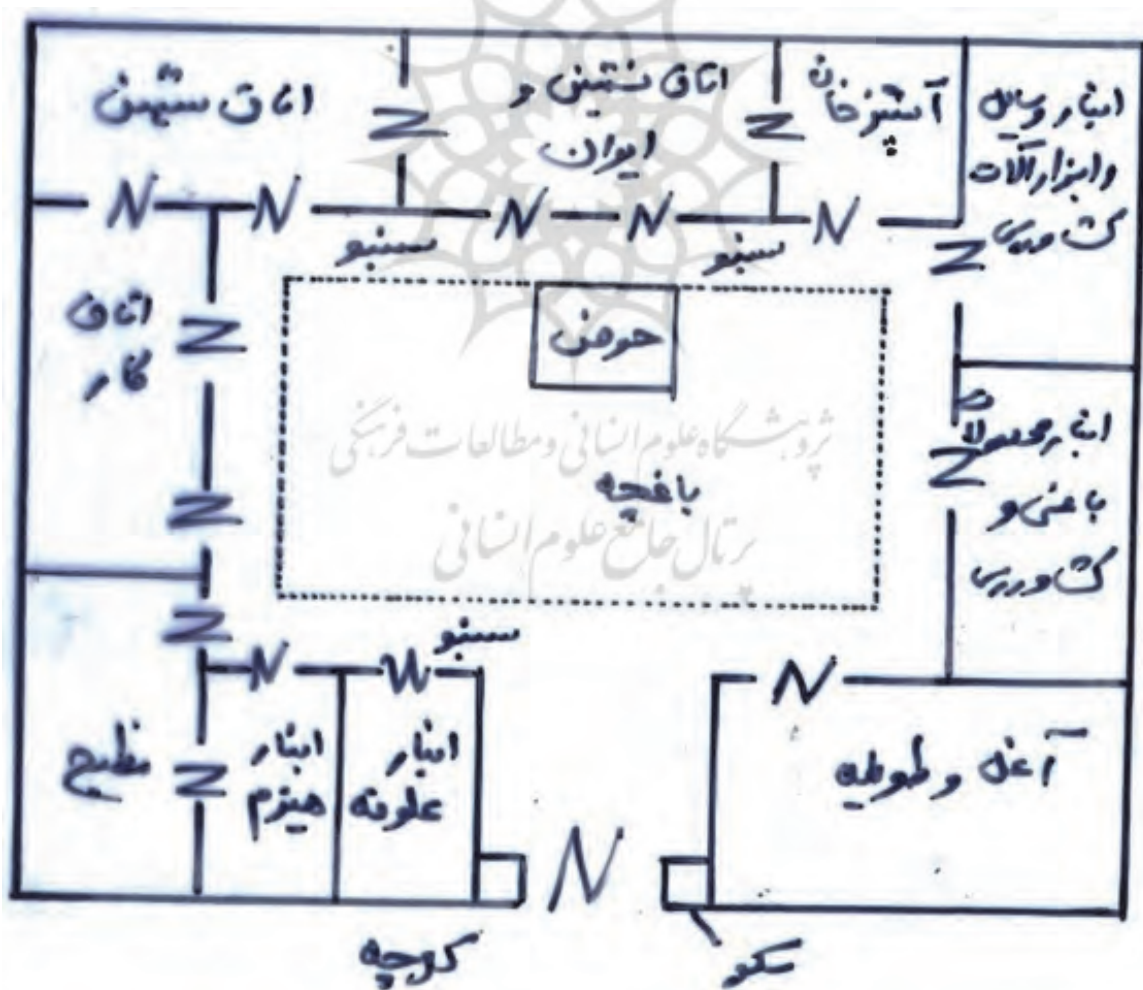 انبار وسایل
و ابزارآلات
کشاورزی
آشپزخانه
اتاق نشیمن و
ایوان
اتاق نشیمن
سنبو
سنبو
حوض
اتاق
کار
پژوهشگاه علوم انسانی و مطالعات فرهنگی
باغچه
پرتال جامع علوم انسانی
انبار محصولات
باغی و
کشاورزی
سنبو
آغل و طویله
انبار
علوفه
انبار
هیزم
مطبخ
سکو
کوچه